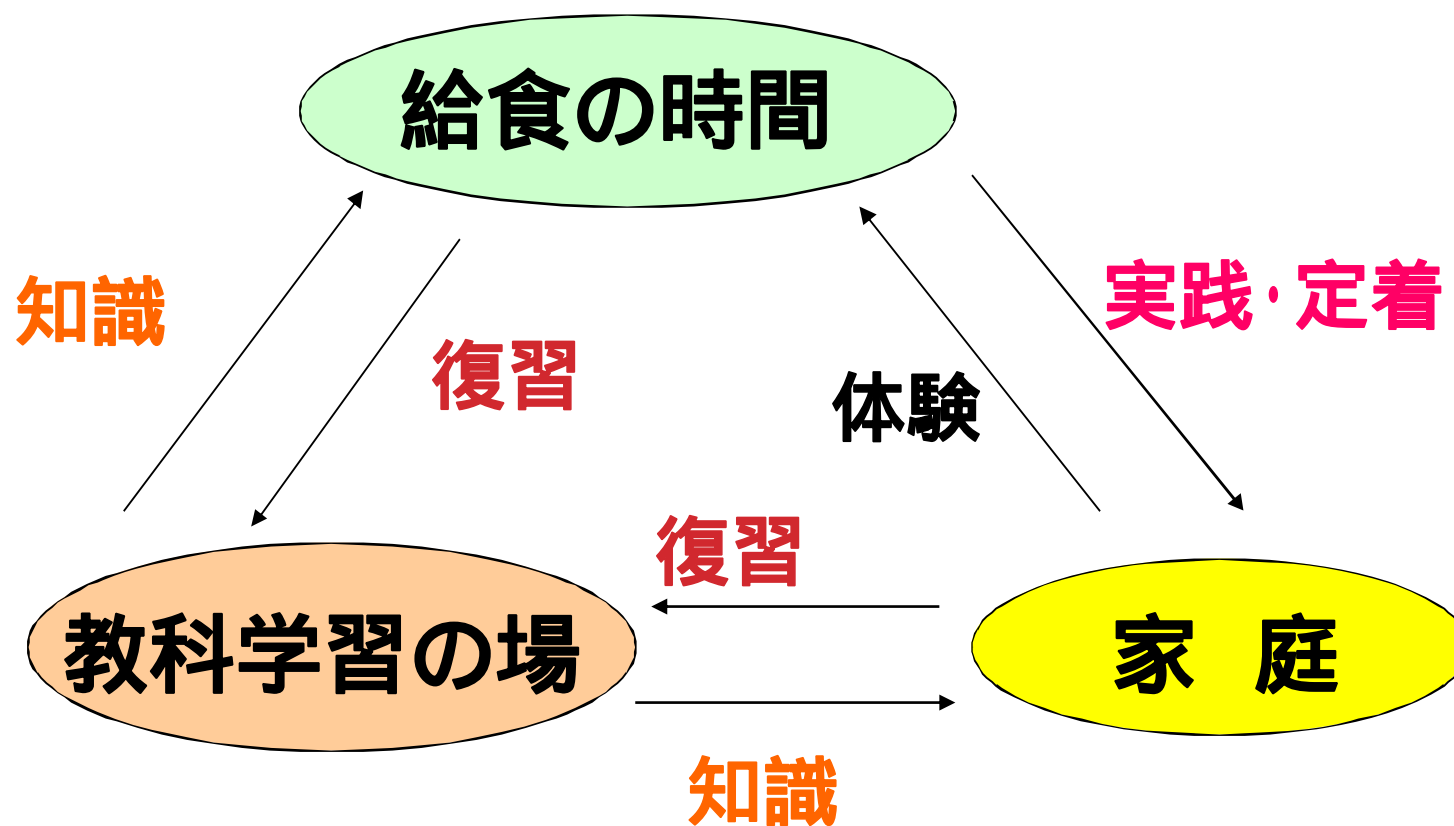 給食の時間
知識
実践・定着
復習
体験
復習
教科学習の場
家 庭
知識